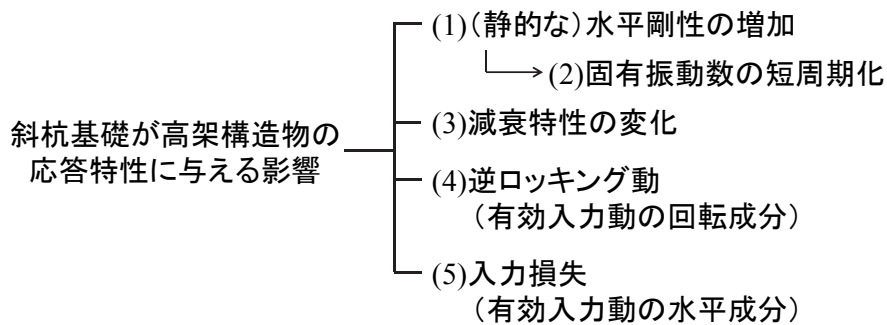 斜杭基礎が高架構造物の
応答特性に与える影響
(1)(静的な)水平剛性の増加
(2)固有振動数の短周期化
(3)減衰特性の変化
(4)逆ロッキング動
(有効入力動の回転成分)
(5)入力損失
(有効入力動の水平成分)